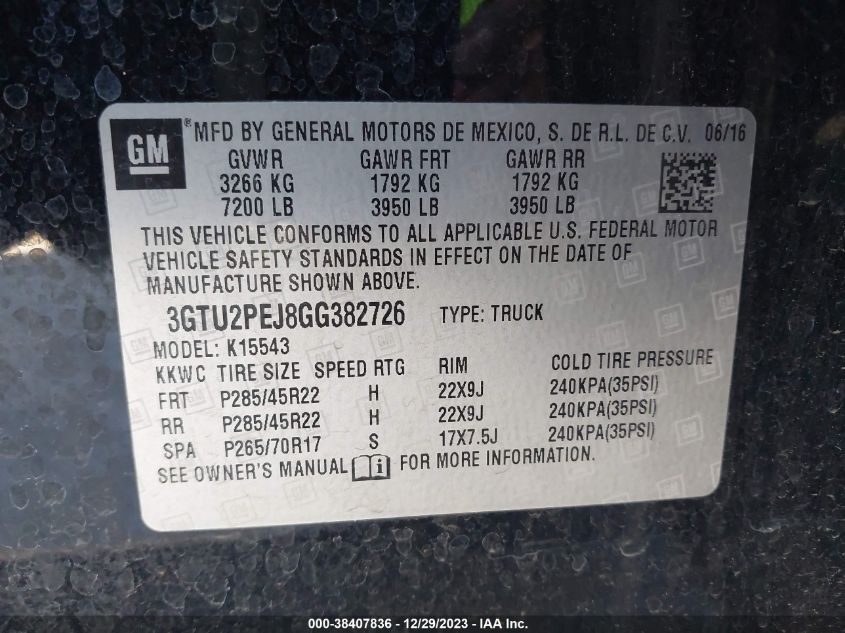 GM ® MFD BY GENERAL MOTORS DE MEXICO, S. DE R.L. DE C.V. 06/16
GVWR GAWR FRT GAWR RR
3266 KG 1792 KG 1792 KG
7200 LB 3950 LB 3950 LB
THIS VEHICLE CONFORMS TO ALL APPLICABLE U.S. FEDERAL MOTOR
VEHICLE SAFETY STANDARDS IN EFFECT ON THE DATE OF
MANUFACTURE SHOWN ABOVE.
3GTU2PEJ8GG382726 TYPE: TRUCK
MODEL: K15543
KKWC TIRE SIZE SPEED RTG RIM COLD TIRE PRESSURE
FRT P285/45R22 H 22X9J 240KPA(35PSI)
RR P285/45R22 H 22X9J 240KPA(35PSI)
SPA P265/70R17 S 17X7.5J 240KPA(35PSI)
SEE OWNER'S MANUAL FOR MORE INFORMATION.
000-38407836 - 12/29/2023 - IAA Inc.